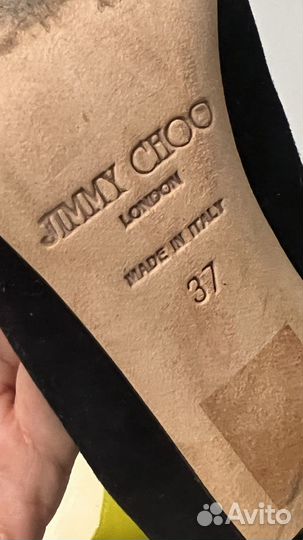 JIMMY CHOO
LONDON
MADE IN ITALY
37
Avito